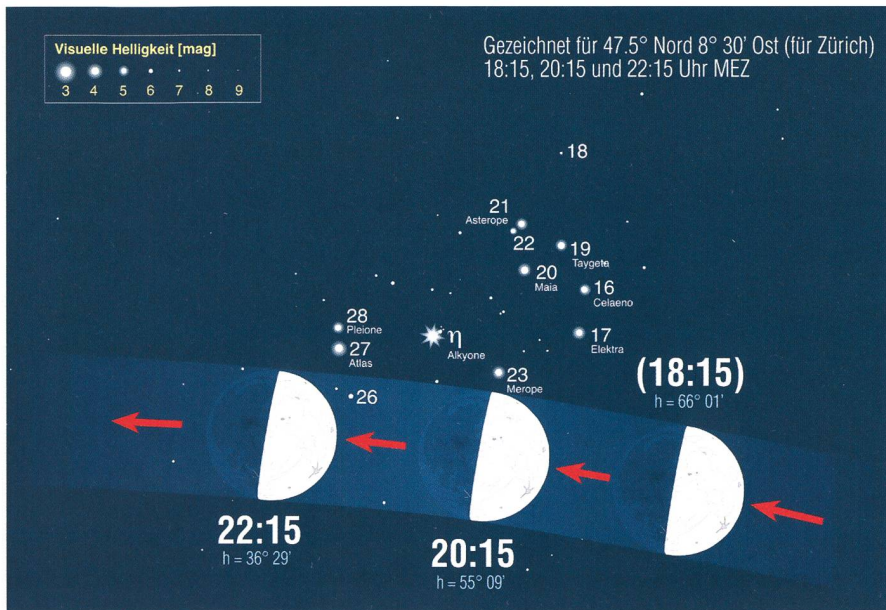 Visuelle Helligkeit [mag]
3 4 5 6 7 8 9
Gezeichnet für 47.5° Nord 8° 30' Ost (für Zürich)
18:15, 20:15 und 22:15 Uhr MEZ
18
21
Asterope
22
19
Taygeta
20
Maia
16
Celaeno
28
Pleione
η
Alkyone
17
Elektra
27
Atlas
23
Merope
26
(18:15)
h = 66° 01'
22:15
h = 36° 29'
20:15
h = 55° 09'